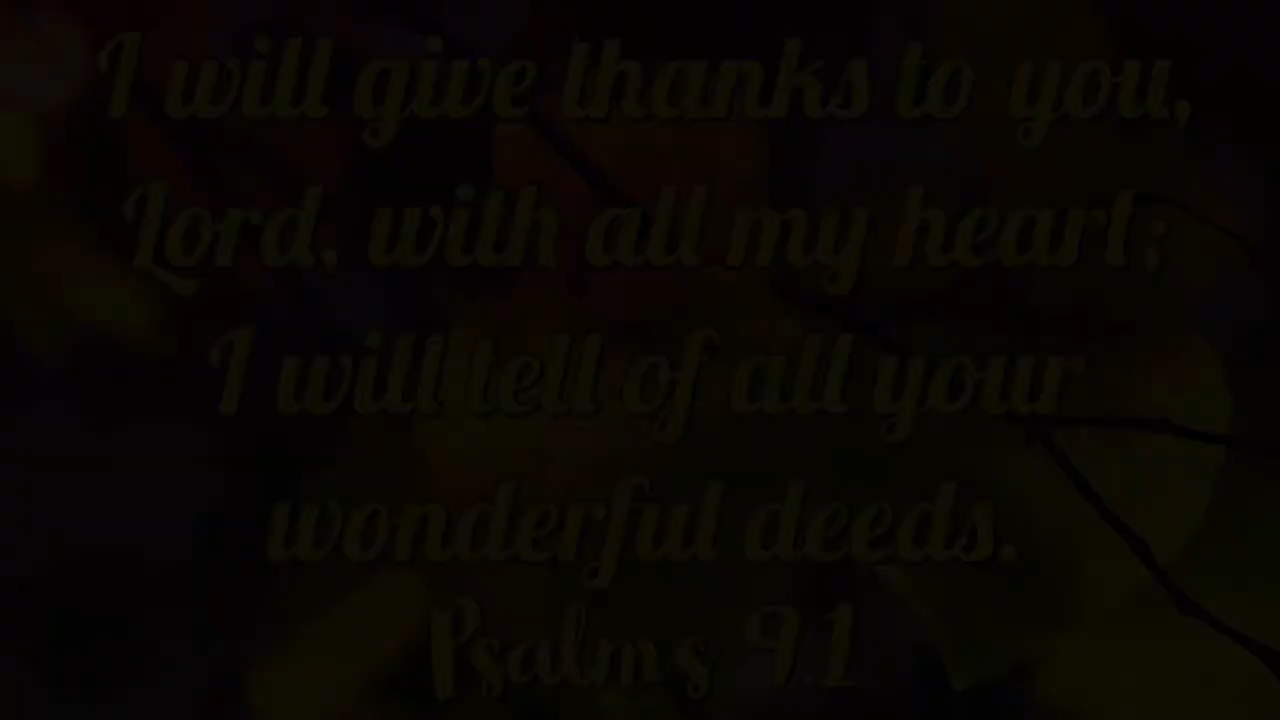 I will give thanks to you,
Lord, with all my heart;
I will tell of all your
wonderful deeds.
Psalms 9:1